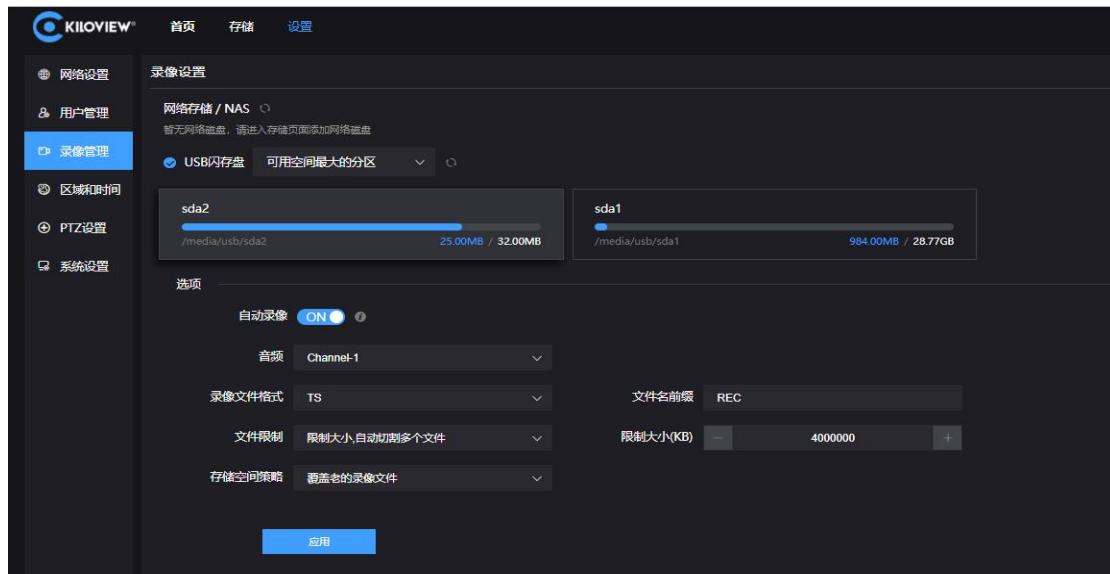 KILOVIEW® 首页 存储 设置
网络设置
用户管理
录像管理
区域和时间
PTZ设置
系统设置
录像设置
网络存储 / NAS
暂无网络磁盘, 请进入存储页面添加网络磁盘
USB闪存盘 可用空间最大的分区
sda2
/media/usb/sda2 25.00MB / 32.00MB
sda1
/media/usb/sda1 984.00MB / 28.77GB
选项
自动录像 ON
音频 Channel-1
录像文件格式 TS 文件名前缀 REC
文件限制 限制大小,自动切割多个文件 限制大小(KB) − 4000000 +
存储空间策略 覆盖老的录像文件
应用